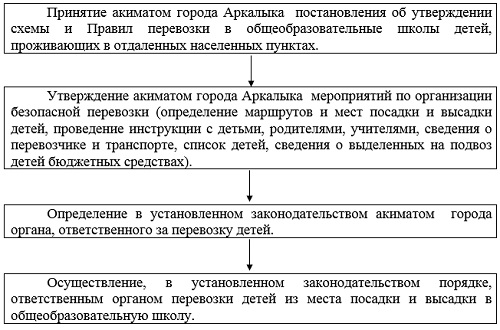 Принятие акиматом города Аркалыка постановления об утверждении
схемы и Правил перевозки в общеобразовательные школы детей,
проживающих в отдаленных населенных пунктах.
Утверждение акиматом города Аркалыка мероприятий по организации
безопасной перевозки (определение маршрутов и мест посадки и высадки
детей, проведение инструкции с детьми, родителями, учителями, сведения о
перевозчике и транспорте, список детей, сведения о выделенных на подвоз
детей бюджетных средствах).
Определение в установленном законодательством акиматом города
органа, ответственного за перевозку детей.
Осуществление, в установленном законодательством порядке,
ответственным органом перевозки детей из места посадки и высадки в
общеобразовательную школу.